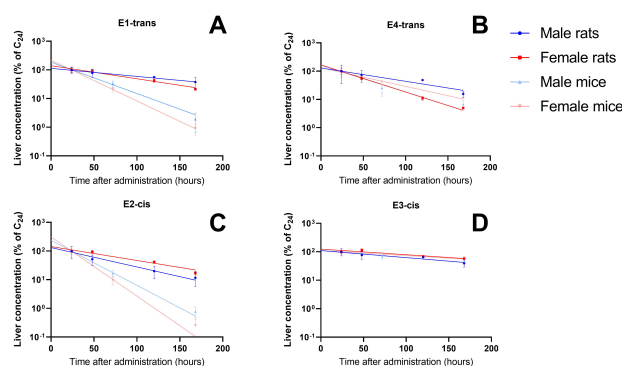 E1-trans
A
Liver concentration (% of C24)
10³
10²
10¹
10⁰
10⁻¹
0
50
100
150
200
Time after administration (hours)
E4-trans
B
Liver concentration (% of C24)
10³
10²
10¹
10⁰
10⁻¹
0
50
100
150
200
Time after administration (hours)
Male rats
Female rats
Male mice
Female mice
E2-cis
C
Liver concentration (% of C24)
10³
10²
10¹
10⁰
10⁻¹
0
50
100
150
200
Time after administration (hours)
E3-cis
D
Liver concentration (% of C24)
10³
10²
10¹
10⁰
10⁻¹
0
50
100
150
200
Time after administration (hours)